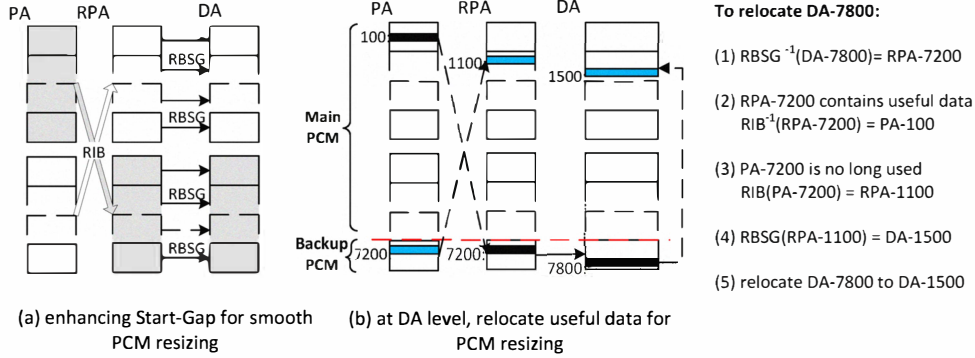 PA RPA DA
RBSG
RBSG
RIB
RBSG
RBSG
(a) enhancing Start-Gap for smooth
PCM resizing
PA RPA DA
100:
1100:
1500:
Main
PCM
Backup
PCM
7200
7200:
7800:
(b) at DA level, relocate useful data for
PCM resizing
To relocate DA-7800:
(1) RBSG -1(DA-7800)= RPA-7200
(2) RPA-7200 contains useful data
RIB-1(RPA-7200) = PA-100
(3) PA-7200 is no long used
RIB(PA-7200) = RPA-1100
(4) RBSG(RPA-1100) = DA-1500
(5) relocate DA-7800 to DA-1500